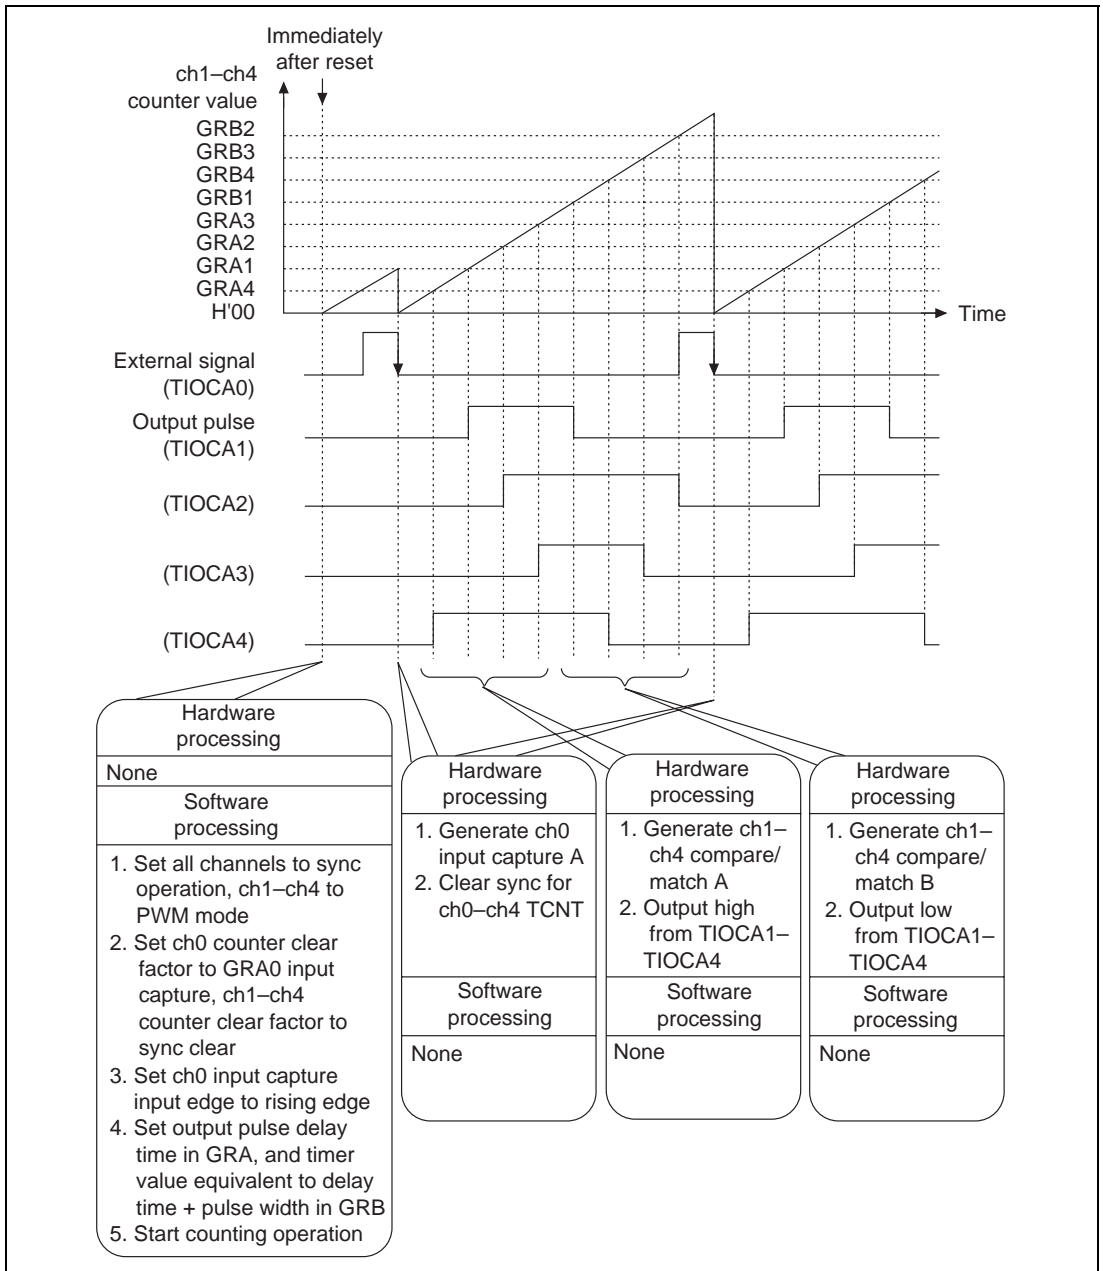 Immediately
after reset
ch1–ch4
counter value
GRB2
GRB3
GRB4
GRB1
GRA3
GRA2
GRA1
GRA4
H'00
Time
External signal
(TIOCA0)
Output pulse
(TIOCA1)
(TIOCA2)
(TIOCA3)
(TIOCA4)
Hardware
processing
None
Software
processing
1. Set all channels to sync
operation, ch1–ch4 to
PWM mode
2. Set ch0 counter clear
factor to GRA0 input
capture, ch1–ch4
counter clear factor to
sync clear
3. Set ch0 input capture
input edge to rising edge
4. Set output pulse delay
time in GRA, and timer
value equivalent to delay
time + pulse width in GRB
5. Start counting operation
Hardware
processing
1. Generate ch0
input capture A
2. Clear sync for
ch0–ch4 TCNT
Software
processing
None
Hardware
processing
1. Generate ch1–
ch4 compare/
match A
2. Output high
from TIOCA1–
TIOCA4
Software
processing
None
Hardware
processing
1. Generate ch1–
ch4 compare/
match B
2. Output low
from TIOCA1–
TIOCA4
Software
processing
None